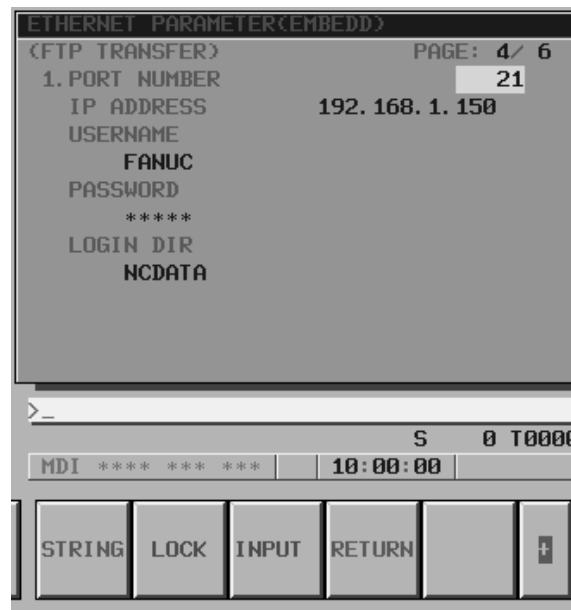 ETHERNET PARAMETER(EMBEDD)
(FTP TRANSFER) PAGE: 4/ 6
1. PORT NUMBER 21
IP ADDRESS 192. 168. 1. 150
USERNAME
FANUC
PASSWORD
*****
LOGIN DIR
NCDATA
>_
S 0 T0000
MDI **** *** *** 10:00:00
STRING LOCK INPUT RETURN +